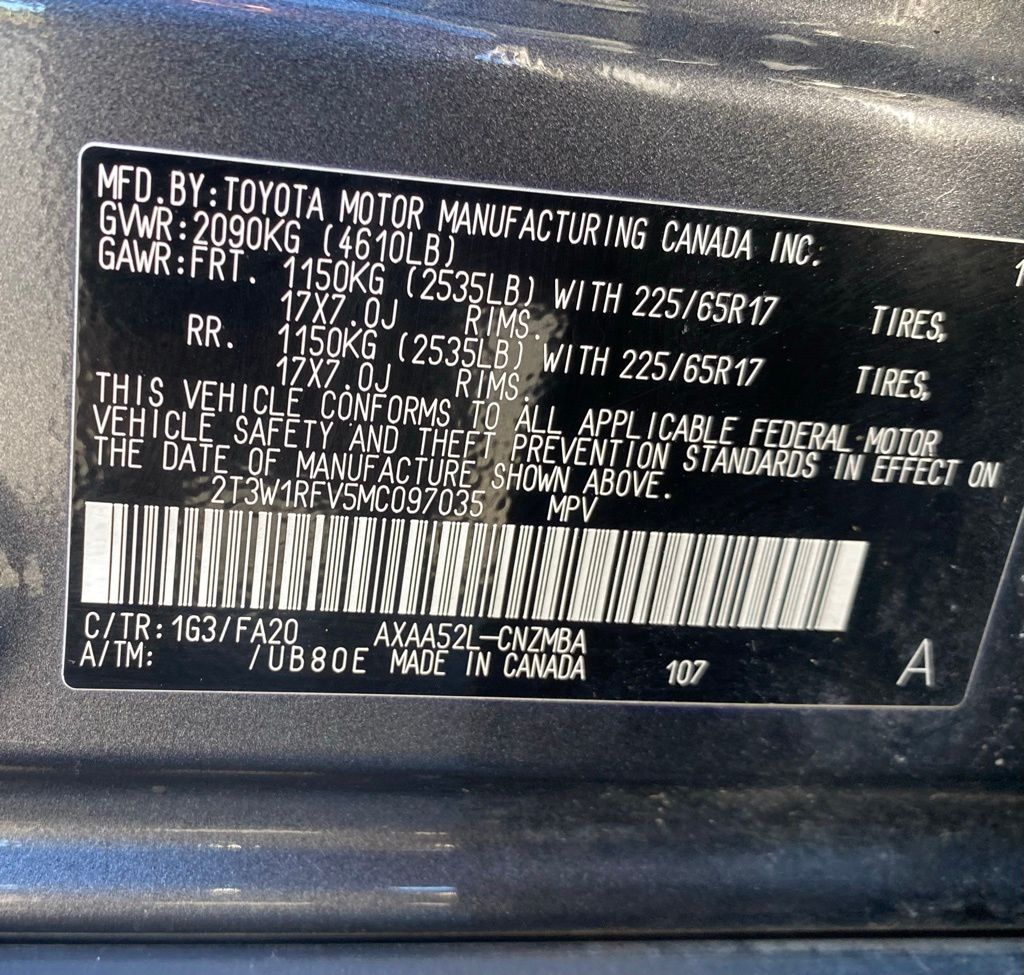 MFD.BY:TOYOTA MOTOR MANUFACTURING CANADA INC.
GVWR:2090KG (4610LB)
GAWR:FRT. 1150KG (2535LB) WITH 225/65R17 TIRES,
17X7.0J RIMS.
RR. 1150KG (2535LB) WITH 225/65R17 TIRES,
17X7.0J RIMS.
THIS VEHICLE CONFORMS TO ALL APPLICABLE FEDERAL MOTOR
VEHICLE SAFETY AND THEFT PREVENTION STANDARDS IN EFFECT ON
THE DATE OF MANUFACTURE SHOWN ABOVE.
2T3W1RFV5MC097035 MPV
C/TR:1G3/FA20 AXAA52L-CNZMBA
A/TM: /UB80E MADE IN CANADA 107 A